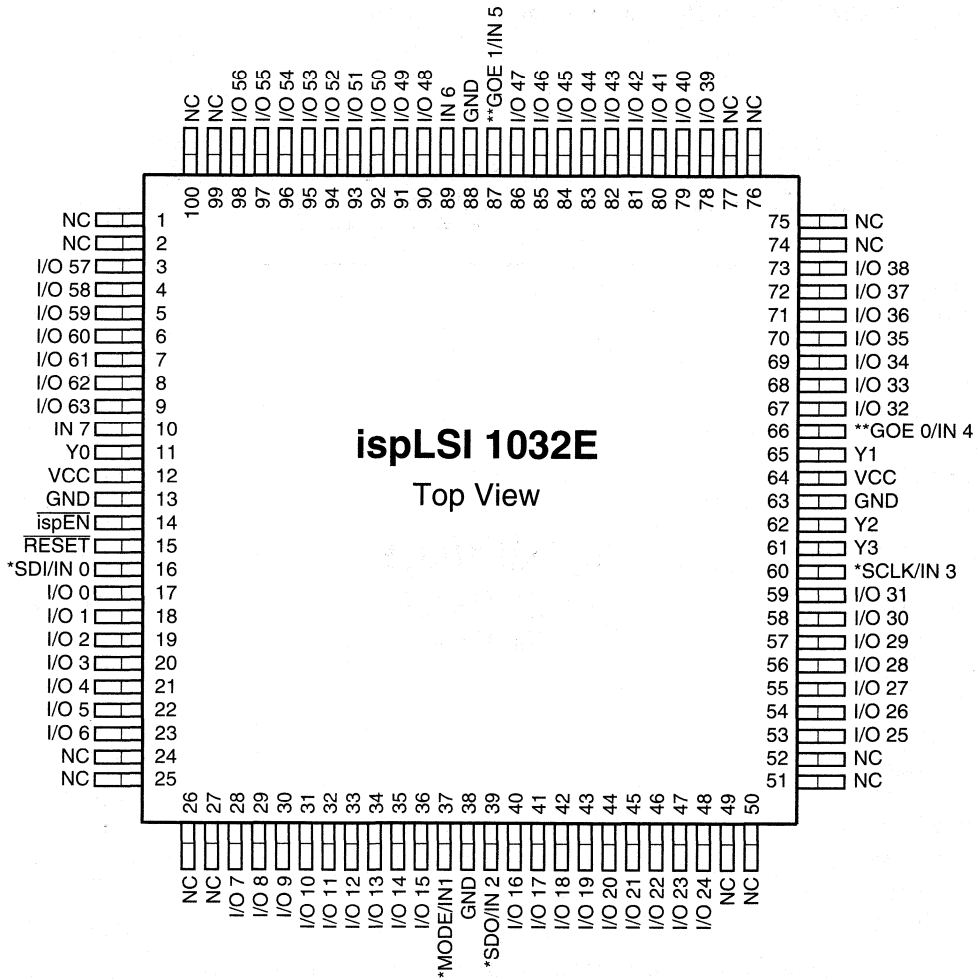 NC
NC
I/O 56
I/O 55
I/O 54
I/O 53
I/O 52
I/O 51
I/O 50
I/O 49
I/O 48
IN 6
GND
**GOE 1/IN 5
I/O 47
I/O 46
I/O 45
I/O 44
I/O 43
I/O 42
I/O 41
I/O 40
I/O 39
NC
NC
100
99
98
97
96
95
94
93
92
91
90
89
88
87
86
85
84
83
82
81
80
79
78
77
76
NC 1
NC 2
I/O 57 3
I/O 58 4
I/O 59 5
I/O 60 6
I/O 61 7
I/O 62 8
I/O 63 9
IN 7 10
Y0 11
VCC 12
GND 13
ispEN 14
RESET 15
*SDI/IN 0 16
I/O 0 17
I/O 1 18
I/O 2 19
I/O 3 20
I/O 4 21
I/O 5 22
I/O 6 23
NC 24
NC 25
ispLSI 1032E
Top View
75 NC
74 NC
73 I/O 38
72 I/O 37
71 I/O 36
70 I/O 35
69 I/O 34
68 I/O 33
67 I/O 32
66 **GOE 0/IN 4
65 Y1
64 VCC
63 GND
62 Y2
61 Y3
60 *SCLK/IN 3
59 I/O 31
58 I/O 30
57 I/O 29
56 I/O 28
55 I/O 27
54 I/O 26
53 I/O 25
52 NC
51 NC
26
27
28
29
30
31
32
33
34
35
36
37
38
39
40
41
42
43
44
45
46
47
48
49
50
NC
NC
I/O 7
I/O 8
I/O 9
I/O 10
I/O 11
I/O 12
I/O 13
I/O 14
I/O 15
*MODE/IN1
GND
*SDO/IN 2
I/O 16
I/O 17
I/O 18
I/O 19
I/O 20
I/O 21
I/O 22
I/O 23
I/O 24
NC
NC